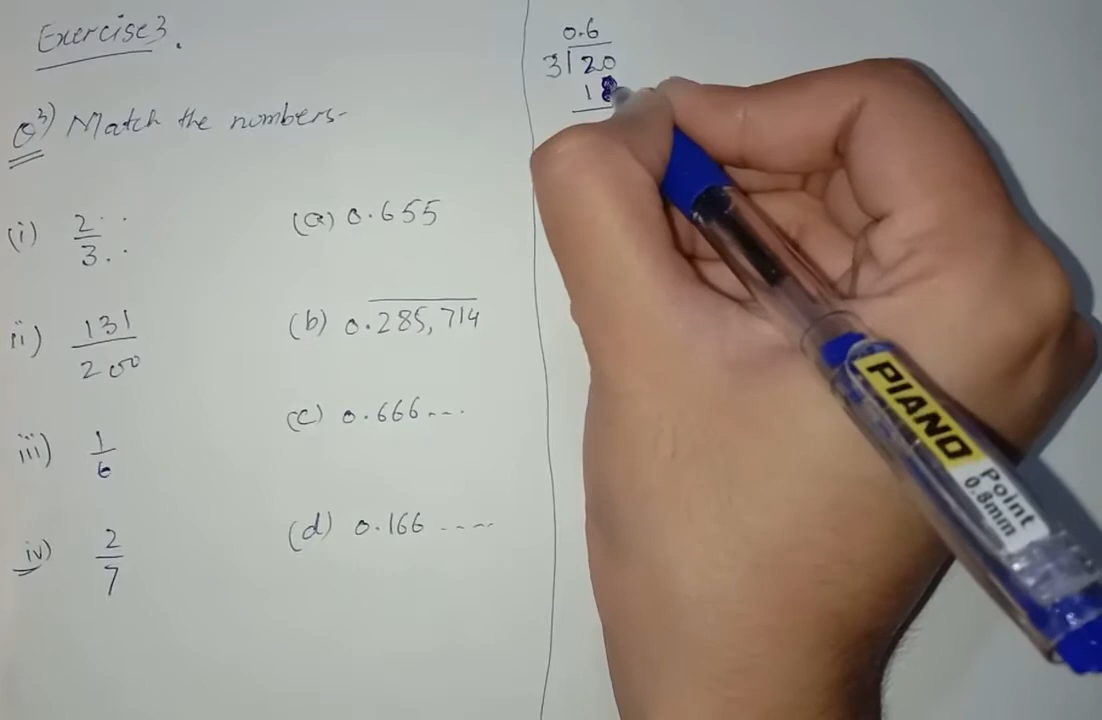 Exercise 3.
Q3) Match the numbers-
(i) 2/3
(a) 0.655
ii) 131/200
(b) 0.285,714
iii) 1/6
(c) 0.666---
iv) 2/7
(d) 0.166 ----
0.6
3 20
18
PIANO
Point
0.8mm